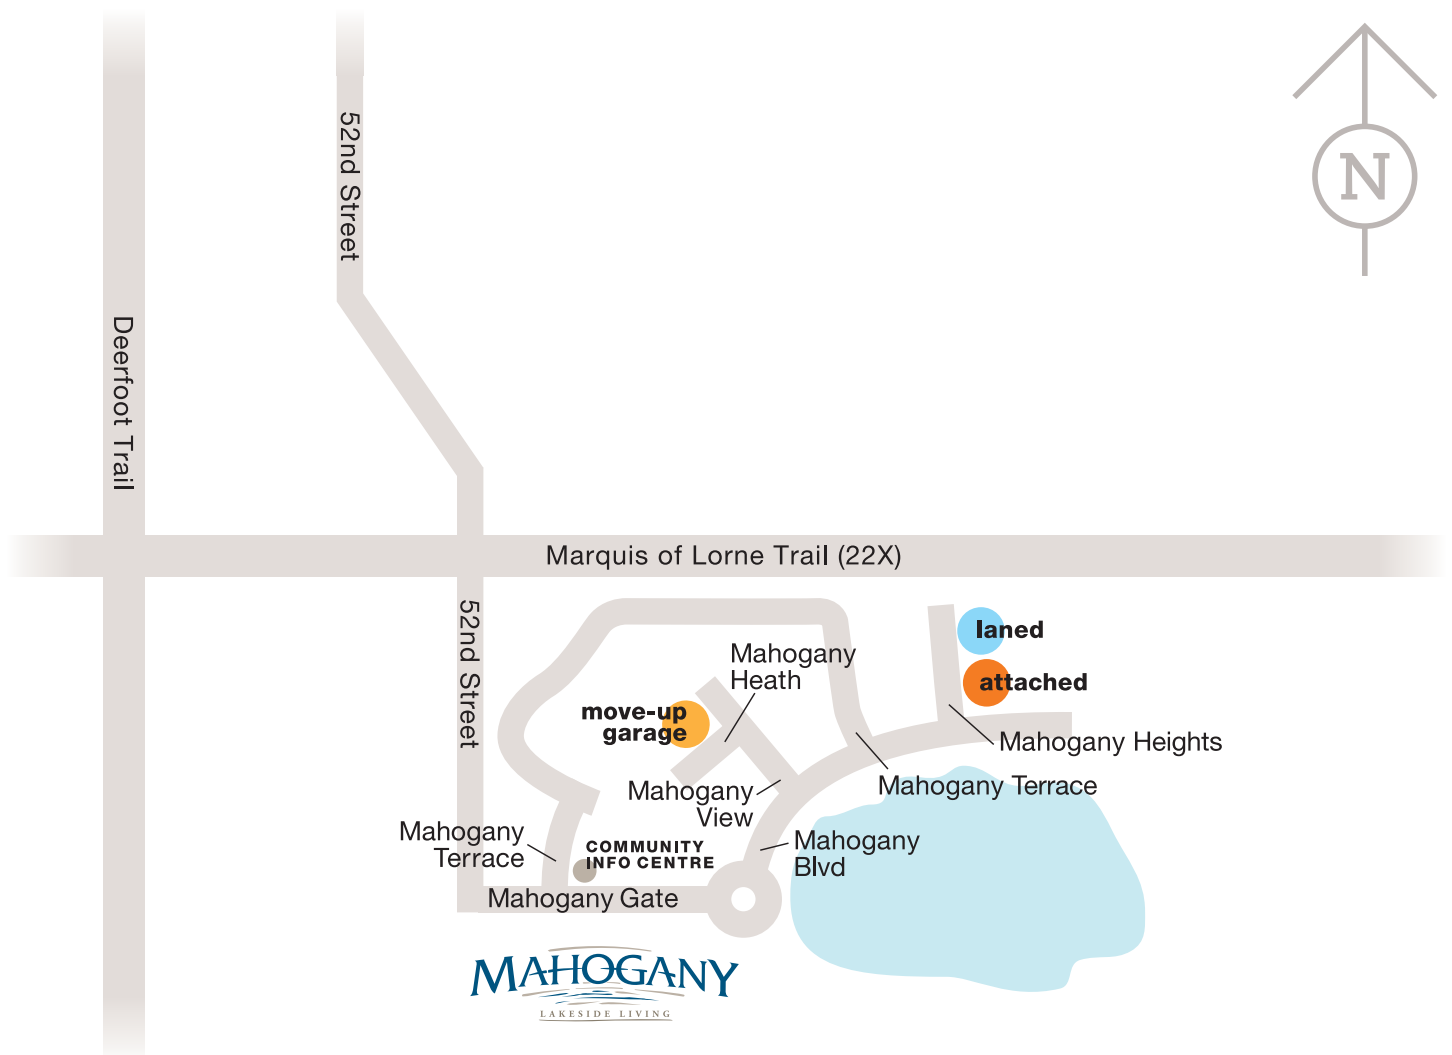 N
52nd Street
Deerfoot Trail
Marquis of Lorne Trail (22X)
52nd Street
laned
attached
Mahogany
Heath
move-up
garage
Mahogany Heights
Mahogany Terrace
Mahogany
View
Mahogany
Terrace
COMMUNITY
INFO CENTRE
Mahogany
Blvd
Mahogany Gate
MAHOGANY
LAKESIDE LIVING